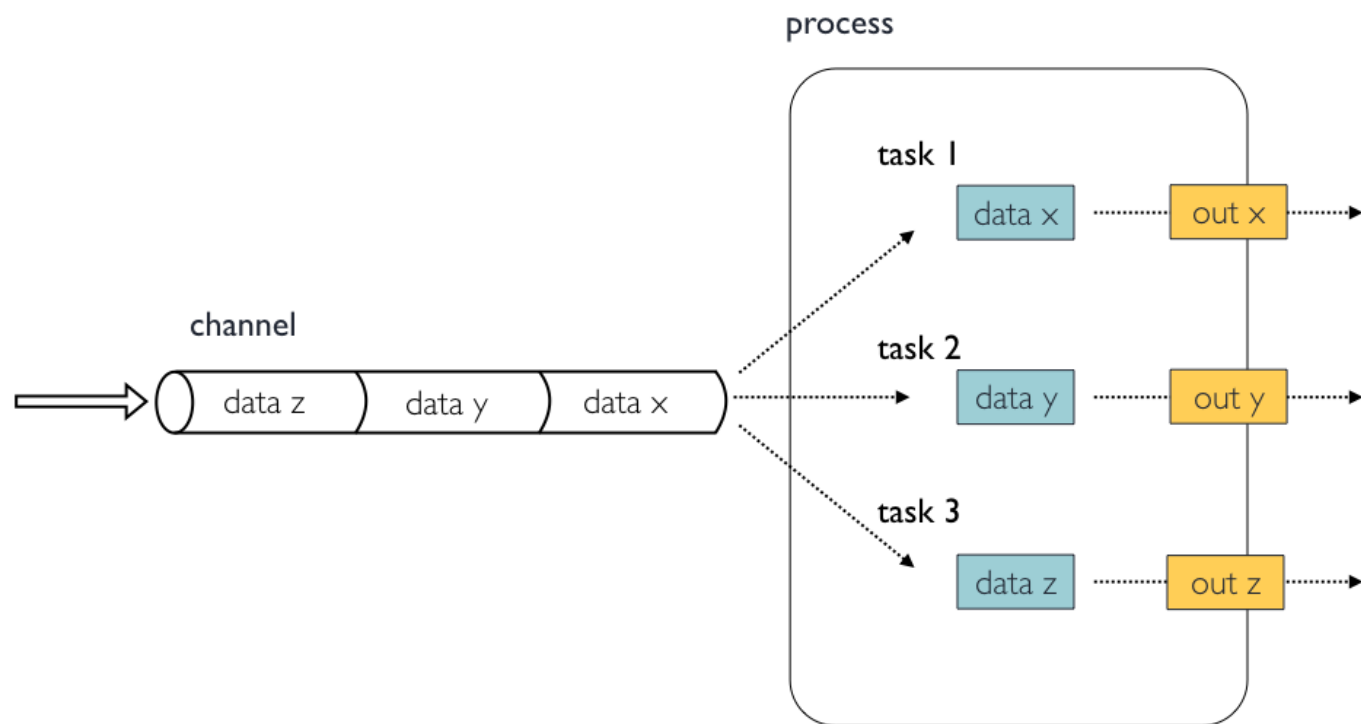 process
task 1
data x
out x
channel
task 2
data z
data y
data x
data y
out y
task 3
data z
out z